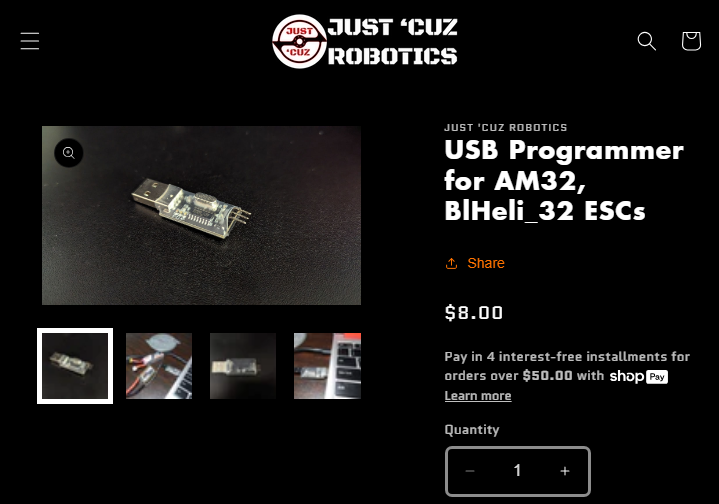 JUST 'CUZ
ROBOTICS
JUST
'CUZ
JUST 'CUZ ROBOTICS
USB Programmer
for AM32,
BlHeli_32 ESCs
Share
$8.00
Pay in 4 interest-free installments for
orders over $50.00 with shop Pay
Learn more
Quantity
− 1 +